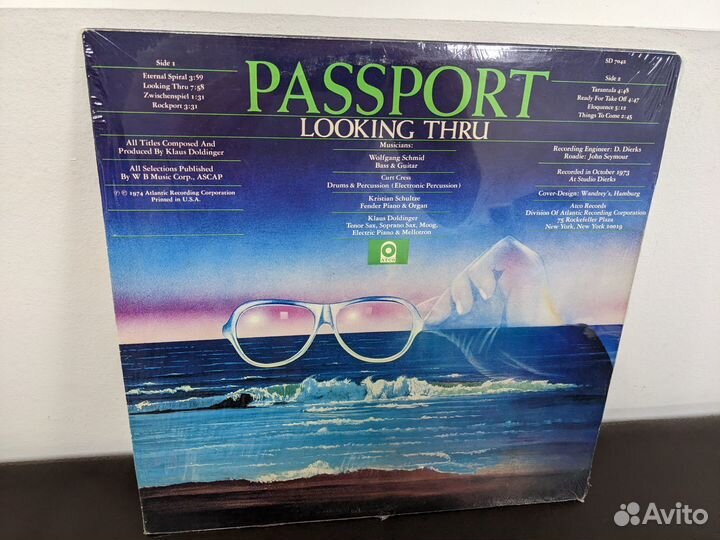 Side 1
Eternal Spiral 3:59
Looking Thru 7:58
Zwischenspiel 1:31
Rockport 3:31
All Titles Composed And
Produced By Klaus Doldinger
All Selections Published
By W B Music Corp., ASCAP
℗ © 1974 Atlantic Recording Corporation
Printed in U.S.A.
PASSPORT
LOOKING THRU
Musicians:
Wolfgang Schmid
Bass & Guitar
Curt Cress
Drums & Percussion (Electronic Percussion)
Kristian Schultze
Fender Piano & Organ
Klaus Doldinger
Tenor Sax, Soprano Sax, Moog,
Electric Piano & Mellotron
ATCO
SD 7042
Side 2
Tarantula 4:48
Ready For Take Off 4:47
Eloquence 5:12
Things To Come 2:45
Recording Engineer: D. Dierks
Roadie: John Seymour
Recorded in October 1973
At Studio Dierks
Cover-Design: Wandrey's, Hamburg
Atco Records
Division Of Atlantic Recording Corporation
75 Rockefeller Plaza
New York, New York 10019
Avito